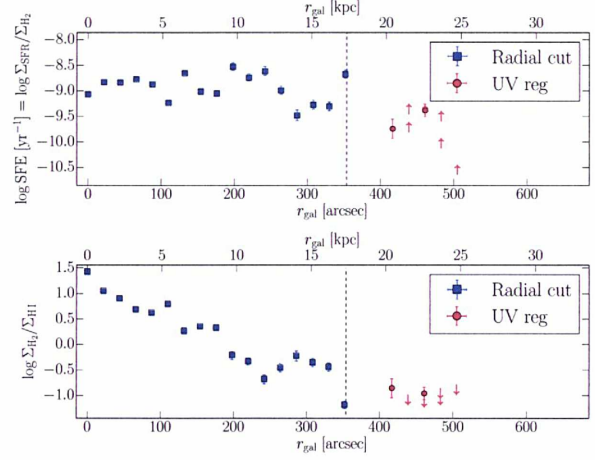 r_gal [kpc]
0 5 10 15 20 25 30
log SFE [yr⁻¹] = log Σ_SFR/Σ_H₂
−8.0
−8.5
−9.0
−9.5
−10.0
−10.5
Radial cut
UV reg
0 100 200 300 400 500 600
r_gal [arcsec]
r_gal [kpc]
0 5 10 15 20 25 30
log Σ_H₂/Σ_HI
1.5
1.0
0.5
0.0
−0.5
−1.0
Radial cut
UV reg
0 100 200 300 400 500 600
r_gal [arcsec]